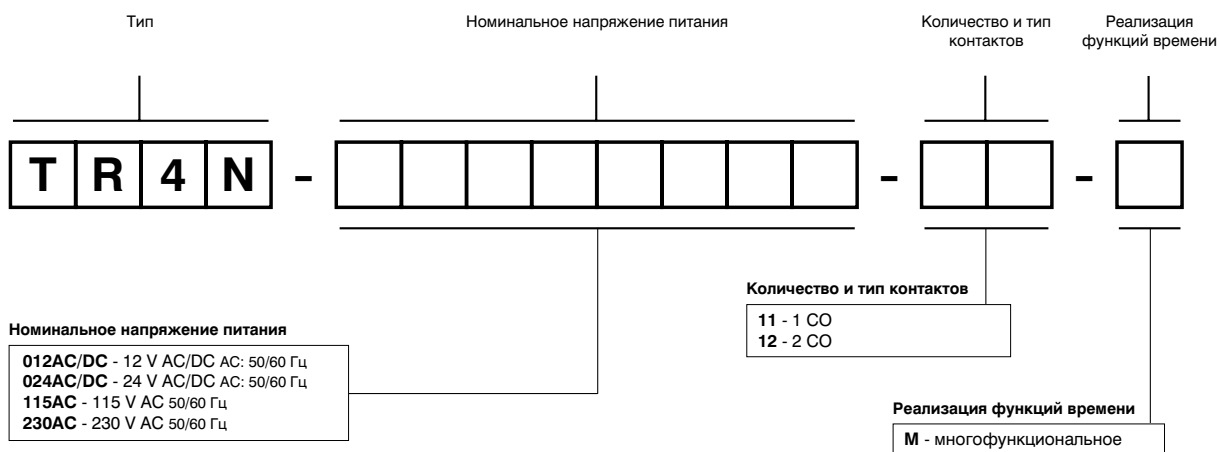 Тип
Номинальное напряжение питания
Количество и тип
контактов
Реализация
функций времени
TR4N - - -
Количество и тип контактов
11 - 1 CO
12 - 2 CO
Номинальное напряжение питания
012AC/DC - 12 V AC/DC AC: 50/60 Гц
024AC/DC - 24 V AC/DC AC: 50/60 Гц
115AC - 115 V AC 50/60 Гц
230AC - 230 V AC 50/60 Гц
Реализация функций времени
M - многофункциональное